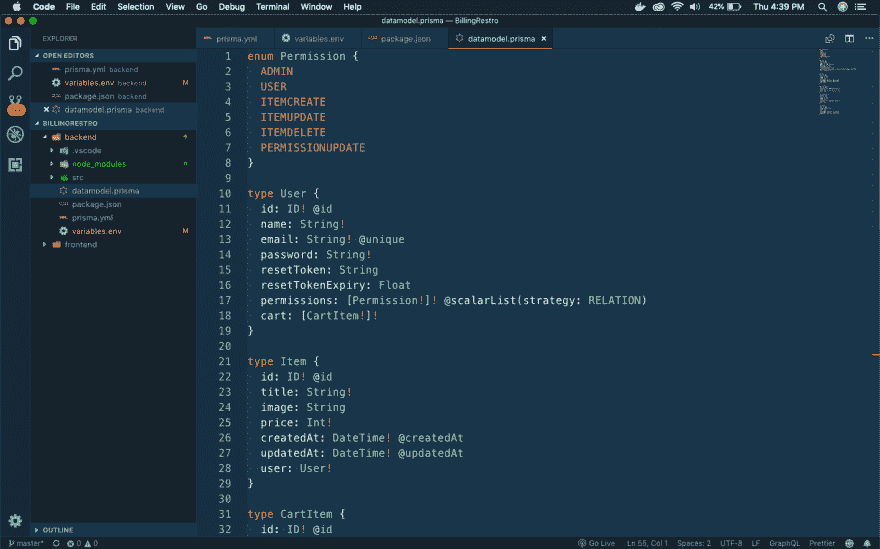 Code File Edit Selection View Go Debug Terminal Window Help 42% Thu 4:39 PM
datamodel.prisma — BillingRestro
EXPLORER
OPEN EDITORS
prisma.yml backend
variables.env backend M
package.json backend
datamodel.prisma backend
BILLINGRESTRO
backend
.vscode
node_modules
src
datamodel.prisma
package.json
prisma.yml
variables.env M
frontend
OUTLINE
prisma.yml variables.env package.json datamodel.prisma
1 enum Permission {
2 ADMIN
3 USER
4 ITEMCREATE
5 ITEMUPDATE
6 ITEMDELETE
7 PERMISSIONUPDATE
8 }
9
10 type User {
11 id: ID! @id
12 name: String!
13 email: String! @unique
14 password: String!
15 resetToken: String
16 resetTokenExpiry: Float
17 permissions: [Permission!]! @scalarList(strategy: RELATION)
18 cart: [CartItem!]!
19 }
20
21 type Item {
22 id: ID! @id
23 title: String!
24 image: String
25 price: Int!
26 createdAt: DateTime! @createdAt
27 updatedAt: DateTime! @updatedAt
28 user: User!
29 }
30
31 type CartItem {
32 id: ID! @id
master* 0 0 Go Live Ln 55, Col 1 Spaces: 2 UTF-8 LF GraphQL Prettier